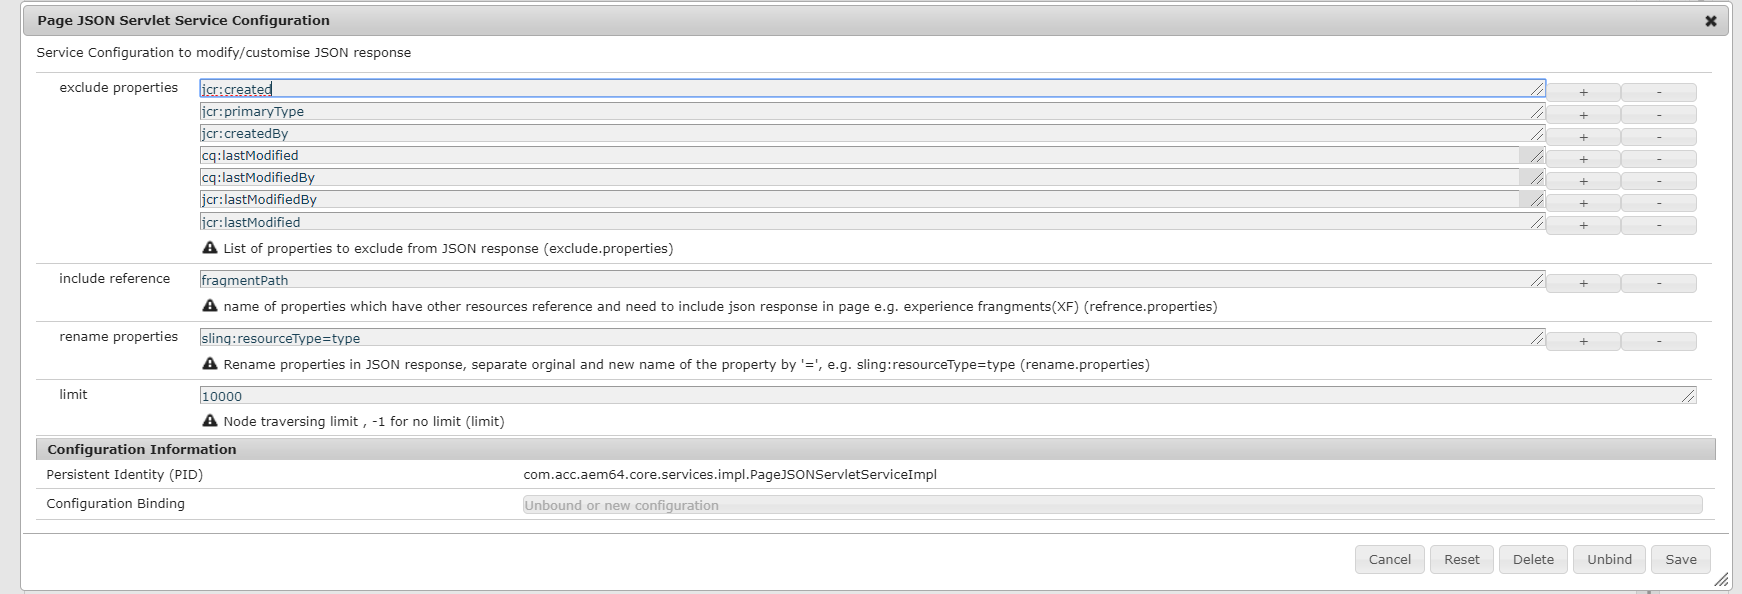 Page JSON Servlet Service Configuration
Service Configuration to modify/customise JSON response
exclude properties
jcr:created
+ -
jcr:primaryType
+ -
jcr:createdBy
+ -
cq:lastModified
+ -
cq:lastModifiedBy
+ -
jcr:lastModifiedBy
+ -
jcr:lastModified
+ -
List of properties to exclude from JSON response (exclude.properties)
include reference
fragmentPath
+ -
name of properties which have other resources reference and need to include json response in page e.g. experience frangments(XF) (refrence.properties)
rename properties
sling:resourceType=type
+ -
Rename properties in JSON response, separate orginal and new name of the property by '=', e.g. sling:resourceType=type (rename.properties)
limit
10000
Node traversing limit , -1 for no limit (limit)
Configuration Information
Persistent Identity (PID)
com.acc.aem64.core.services.impl.PageJSONServletServiceImpl
Configuration Binding
Unbound or new configuration
Cancel Reset Delete Unbind Save